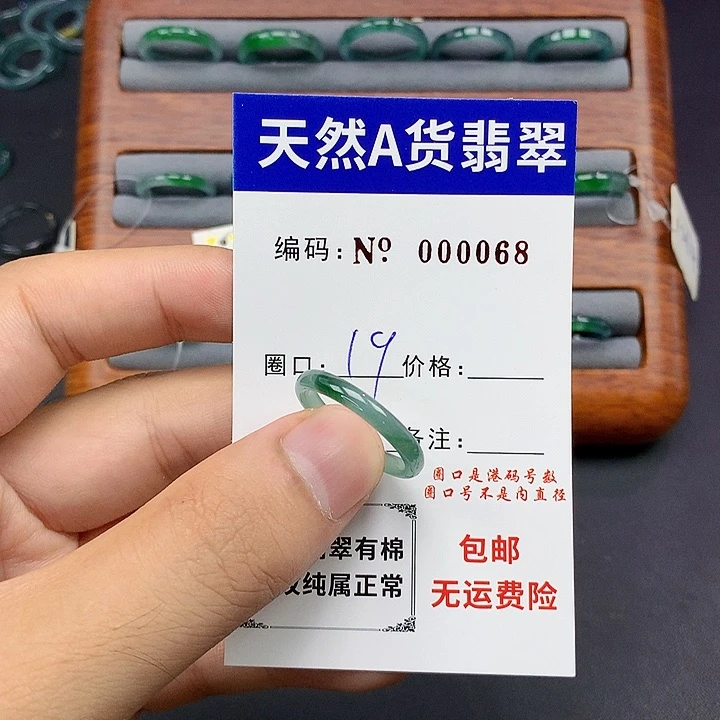 天然A货翡翠
编码: Nº 000068
圈口: 19 价格:
备注:
圈口是港码号数
圈口号不是内直径
翠有棉
纯属正常
包邮
无运费险